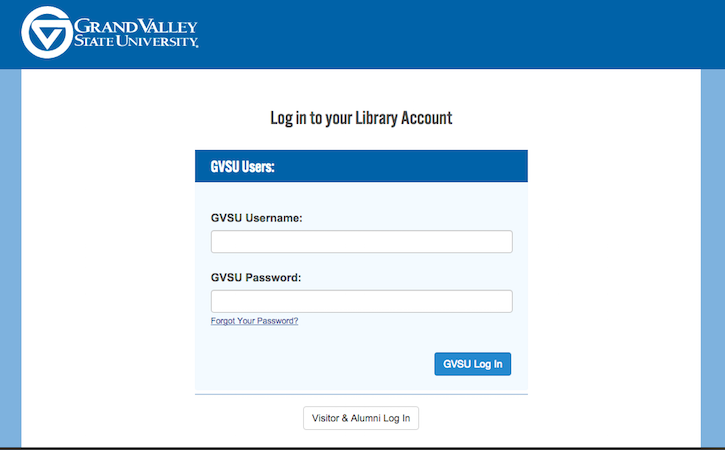 GRAND VALLEY
STATE UNIVERSITY®
Log in to your Library Account
GVSU Users:
GVSU Username:
GVSU Password:
Forgot Your Password?
GVSU Log In
Visitor & Alumni Log In